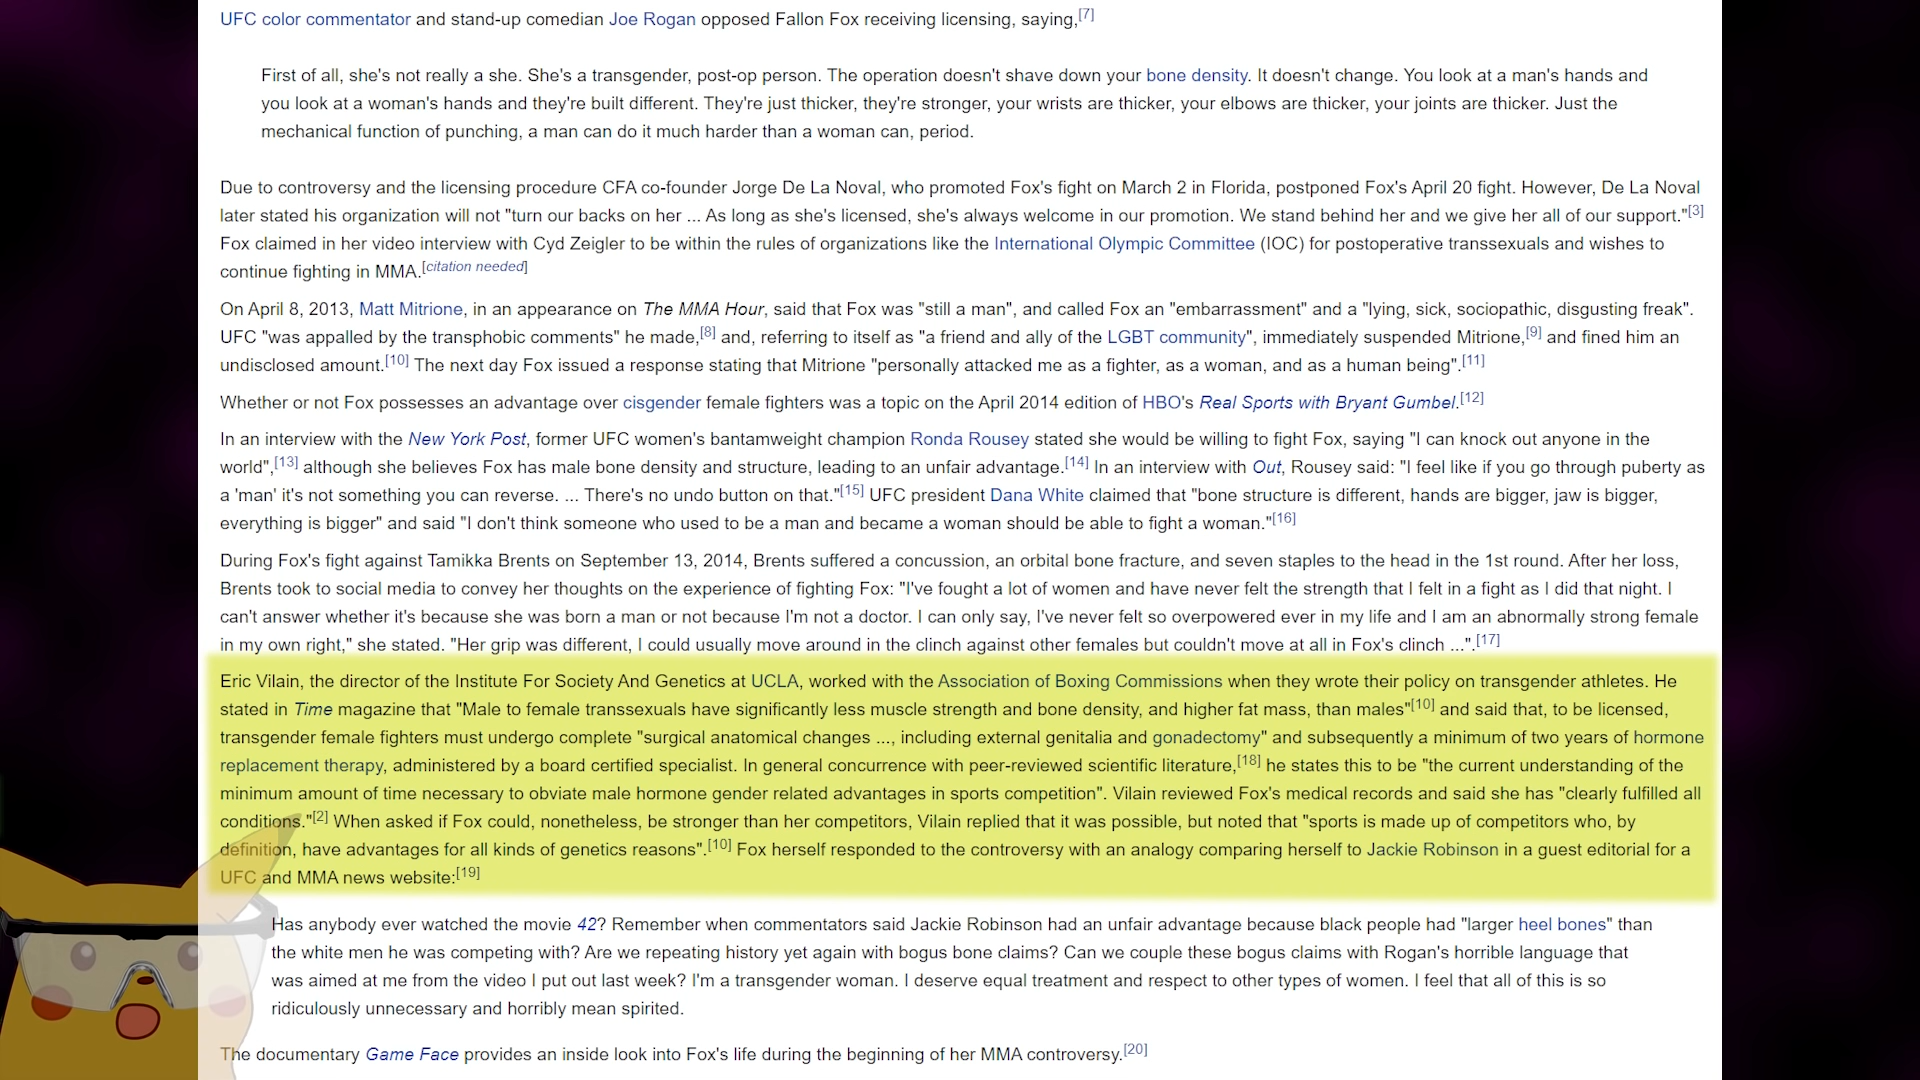 UFC color commentator and stand-up comedian Joe Rogan opposed Fallon Fox receiving licensing, saying,[7]
First of all, she's not really a she. She's a transgender, post-op person. The operation doesn't shave down your bone density. It doesn't change. You look at a man's hands and
you look at a woman's hands and they're built different. They're just thicker, they're stronger, your wrists are thicker, your elbows are thicker, your joints are thicker. Just the
mechanical function of punching, a man can do it much harder than a woman can, period.
Due to controversy and the licensing procedure CFA co-founder Jorge De La Noval, who promoted Fox's fight on March 2 in Florida, postponed Fox's April 20 fight. However, De La Noval
later stated his organization will not "turn our backs on her ... As long as she's licensed, she's always welcome in our promotion. We stand behind her and we give her all of our support."[3]
Fox claimed in her video interview with Cyd Zeigler to be within the rules of organizations like the International Olympic Committee (IOC) for postoperative transsexuals and wishes to
continue fighting in MMA.[citation needed]
On April 8, 2013, Matt Mitrione, in an appearance on The MMA Hour, said that Fox was "still a man", and called Fox an "embarrassment" and a "lying, sick, sociopathic, disgusting freak".
UFC "was appalled by the transphobic comments" he made,[8] and, referring to itself as "a friend and ally of the LGBT community", immediately suspended Mitrione,[9] and fined him an
undisclosed amount.[10] The next day Fox issued a response stating that Mitrione "personally attacked me as a fighter, as a woman, and as a human being".[11]
Whether or not Fox possesses an advantage over cisgender female fighters was a topic on the April 2014 edition of HBO's Real Sports with Bryant Gumbel.[12]
In an interview with the New York Post, former UFC women's bantamweight champion Ronda Rousey stated she would be willing to fight Fox, saying "I can knock out anyone in the
world",[13] although she believes Fox has male bone density and structure, leading to an unfair advantage.[14] In an interview with Out, Rousey said: "I feel like if you go through puberty as
a 'man' it's not something you can reverse. ... There's no undo button on that."[15] UFC president Dana White claimed that "bone structure is different, hands are bigger, jaw is bigger,
everything is bigger" and said "I don't think someone who used to be a man and became a woman should be able to fight a woman."[16]
During Fox's fight against Tamikka Brents on September 13, 2014, Brents suffered a concussion, an orbital bone fracture, and seven staples to the head in the 1st round. After her loss,
Brents took to social media to convey her thoughts on the experience of fighting Fox: "I've fought a lot of women and have never felt the strength that I felt in a fight as I did that night. I
can't answer whether it's because she was born a man or not because I'm not a doctor. I can only say, I've never felt so overpowered ever in my life and I am an abnormally strong female
in my own right," she stated. "Her grip was different, I could usually move around in the clinch against other females but couldn't move at all in Fox's clinch ...".[17]
Eric Vilain, the director of the Institute For Society And Genetics at UCLA, worked with the Association of Boxing Commissions when they wrote their policy on transgender athletes. He
stated in Time magazine that "Male to female transsexuals have significantly less muscle strength and bone density, and higher fat mass, than males"[10] and said that, to be licensed,
transgender female fighters must undergo complete "surgical anatomical changes ..., including external genitalia and gonadectomy" and subsequently a minimum of two years of hormone
replacement therapy, administered by a board certified specialist. In general concurrence with peer-reviewed scientific literature,[18] he states this to be "the current understanding of the
minimum amount of time necessary to obviate male hormone gender related advantages in sports competition". Vilain reviewed Fox's medical records and said she has "clearly fulfilled all
conditions."[2] When asked if Fox could, nonetheless, be stronger than her competitors, Vilain replied that it was possible, but noted that "sports is made up of competitors who, by
definition, have advantages for all kinds of genetics reasons".[10] Fox herself responded to the controversy with an analogy comparing herself to Jackie Robinson in a guest editorial for a
UFC and MMA news website:[19]
Has anybody ever watched the movie 42? Remember when commentators said Jackie Robinson had an unfair advantage because black people had "larger heel bones" than
the white men he was competing with? Are we repeating history yet again with bogus bone claims? Can we couple these bogus claims with Rogan's horrible language that
was aimed at me from the video I put out last week? I'm a transgender woman. I deserve equal treatment and respect to other types of women. I feel that all of this is so
ridiculously unnecessary and horribly mean spirited.
The documentary Game Face provides an inside look into Fox's life during the beginning of her MMA controversy.[20]